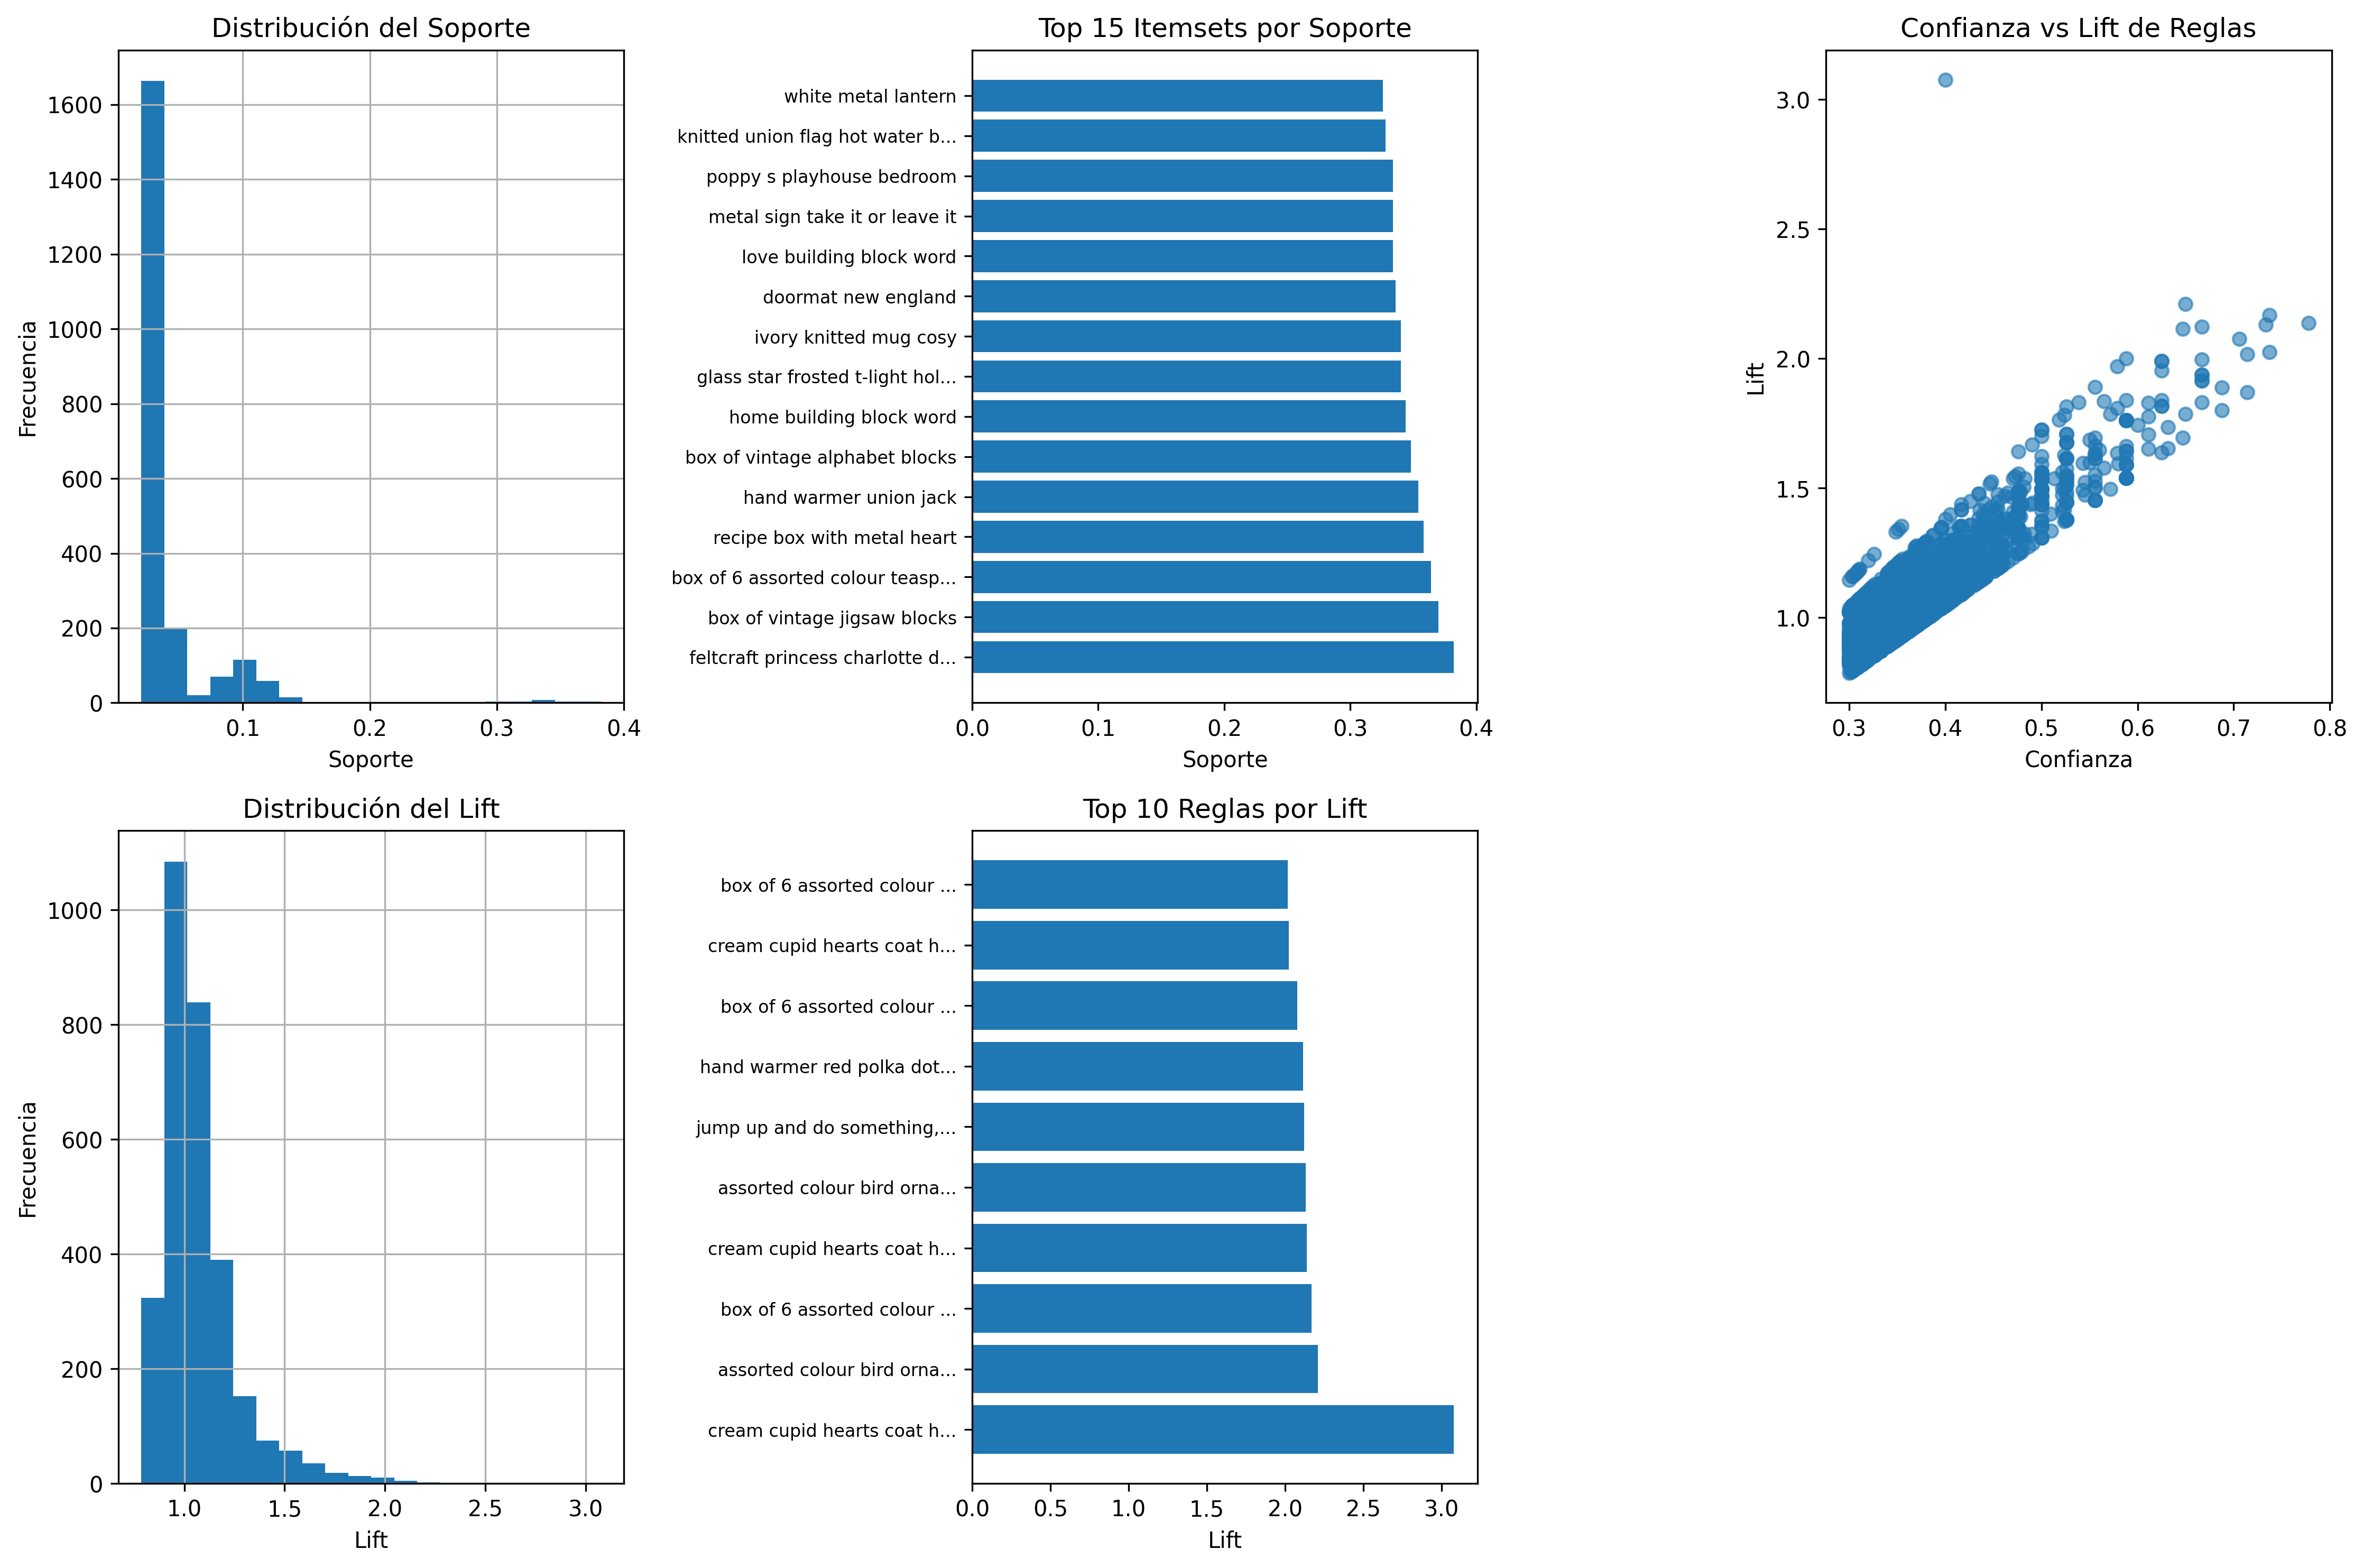 Distribución del Soporte
Frecuencia
1600
1400
1200
1000
800
600
400
200
0
0.1
0.2
0.3
0.4
Soporte
Top 15 Itemsets por Soporte
white metal lantern
knitted union flag hot water b...
poppy s playhouse bedroom
metal sign take it or leave it
love building block word
doormat new england
ivory knitted mug cosy
glass star frosted t-light hol...
home building block word
box of vintage alphabet blocks
hand warmer union jack
recipe box with metal heart
box of 6 assorted colour teasp...
box of vintage jigsaw blocks
feltcraft princess charlotte d...
0.0
0.1
0.2
0.3
0.4
Soporte
Confianza vs Lift de Reglas
Lift
3.0
2.5
2.0
1.5
1.0
0.3
0.4
0.5
0.6
0.7
0.8
Confianza
Distribución del Lift
Frecuencia
1000
800
600
400
200
0
1.0
1.5
2.0
2.5
3.0
Lift
Top 10 Reglas por Lift
box of 6 assorted colour ...
cream cupid hearts coat h...
box of 6 assorted colour ...
hand warmer red polka dot...
jump up and do something,...
assorted colour bird orna...
cream cupid hearts coat h...
box of 6 assorted colour ...
assorted colour bird orna...
cream cupid hearts coat h...
0.0
0.5
1.0
1.5
2.0
2.5
3.0
Lift